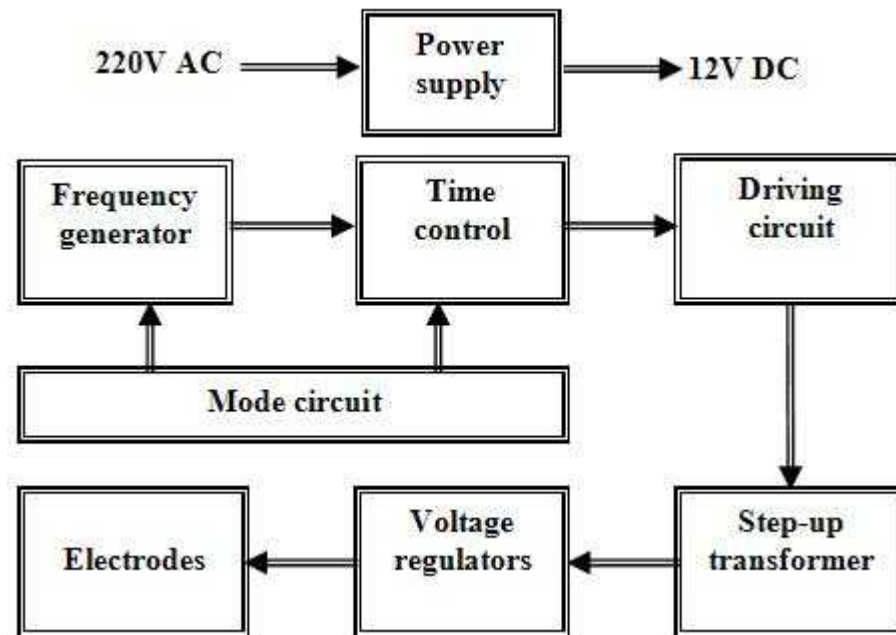 220V AC
Power
supply
12V DC
Frequency
generator
Time
control
Driving
circuit
Mode circuit
Electrodes
Voltage
regulators
Step-up
transformer